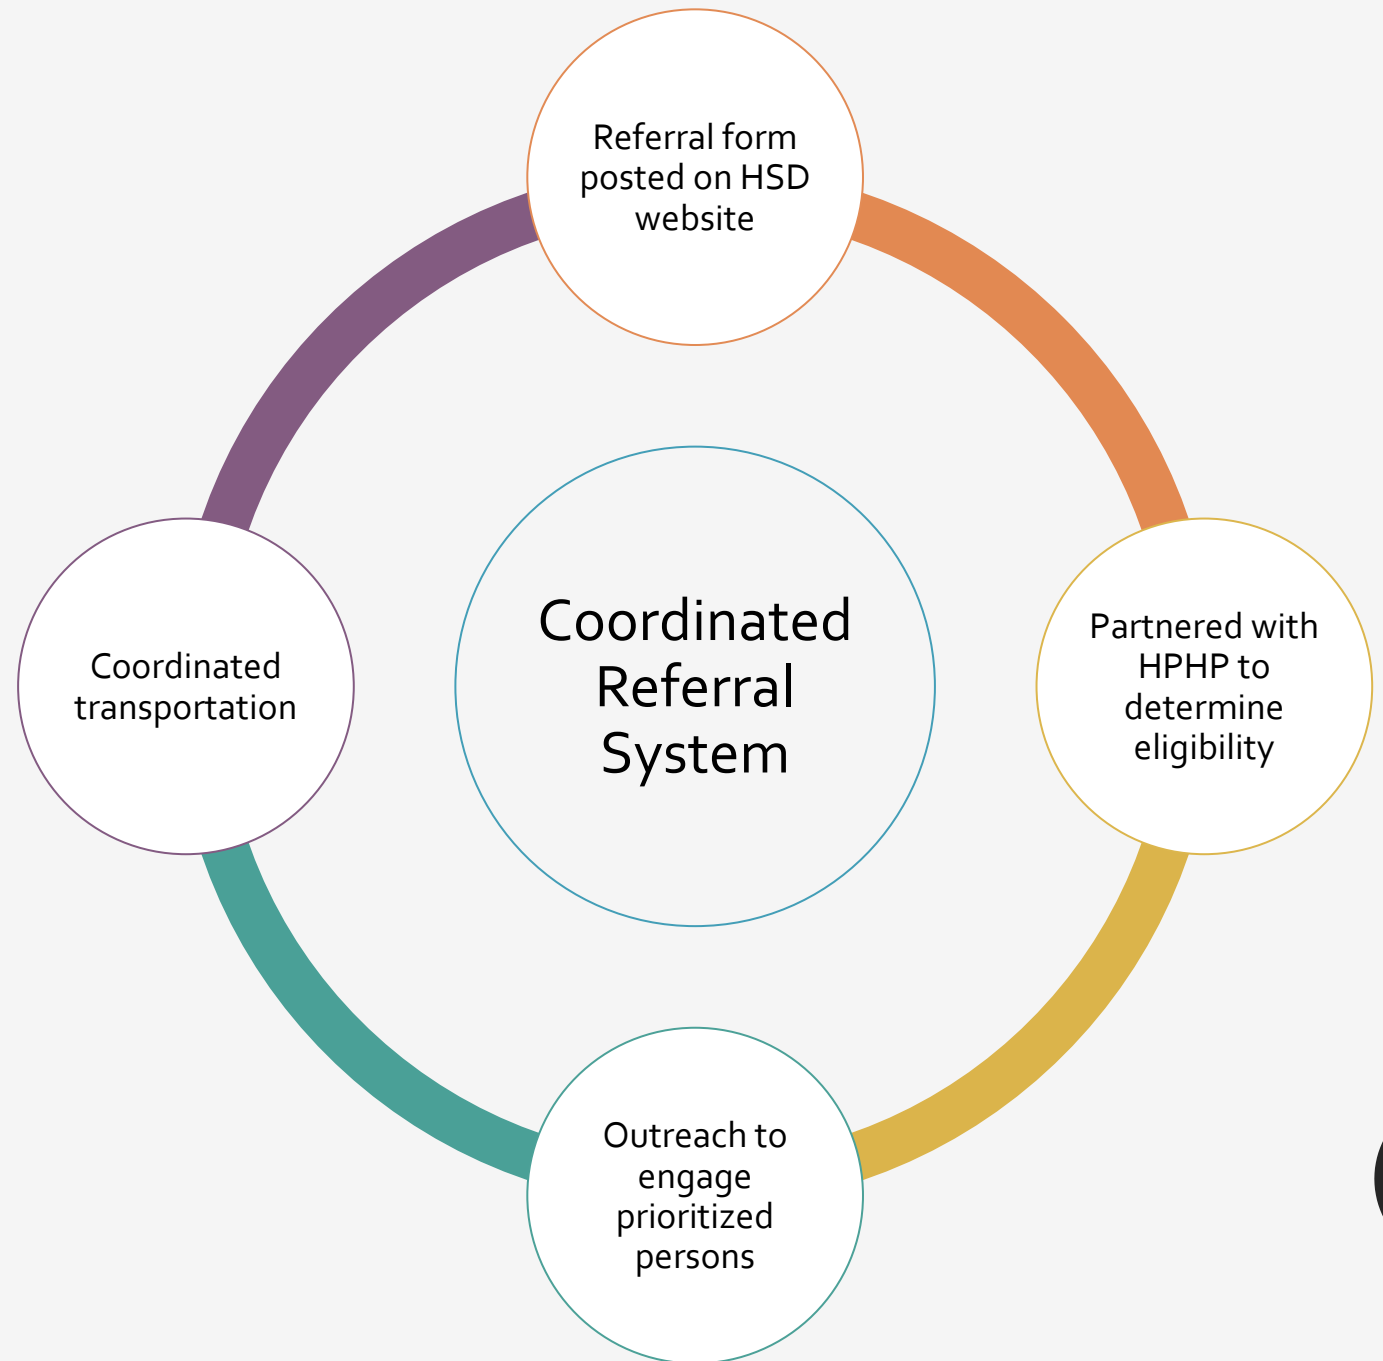 Referral form
posted on HSD
website
Partnered with
HPHP to
determine
eligibility
Outreach to
engage
prioritized
persons
Coordinated
transportation
Coordinated
Referral
System